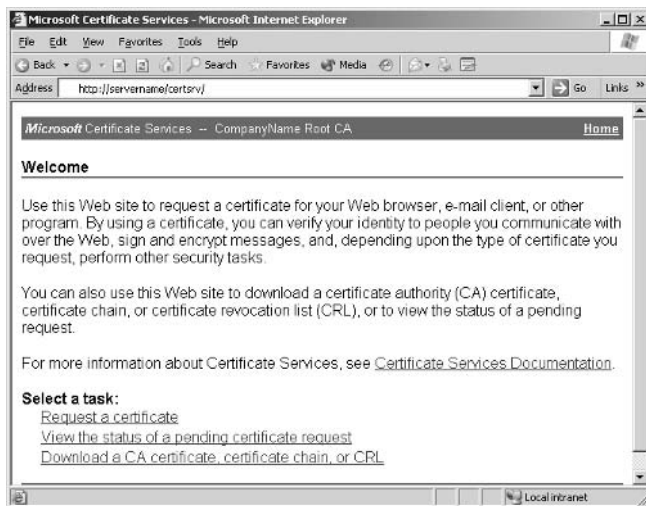 Microsoft Certificate Services - Microsoft Internet Explorer
File Edit View Favorites Tools Help
Back Search Favorites Media
Address http://servername/certsrv/ Go Links »
Microsoft Certificate Services -- CompanyName Root CA Home
Welcome
Use this Web site to request a certificate for your Web browser, e-mail client, or other
program. By using a certificate, you can verify your identity to people you communicate with
over the Web, sign and encrypt messages, and, depending upon the type of certificate you
request, perform other security tasks.
You can also use this Web site to download a certificate authority (CA) certificate,
certificate chain, or certificate revocation list (CRL), or to view the status of a pending
request.
For more information about Certificate Services, see Certificate Services Documentation.
Select a task:
Request a certificate
View the status of a pending certificate request
Download a CA certificate, certificate chain, or CRL
Local intranet